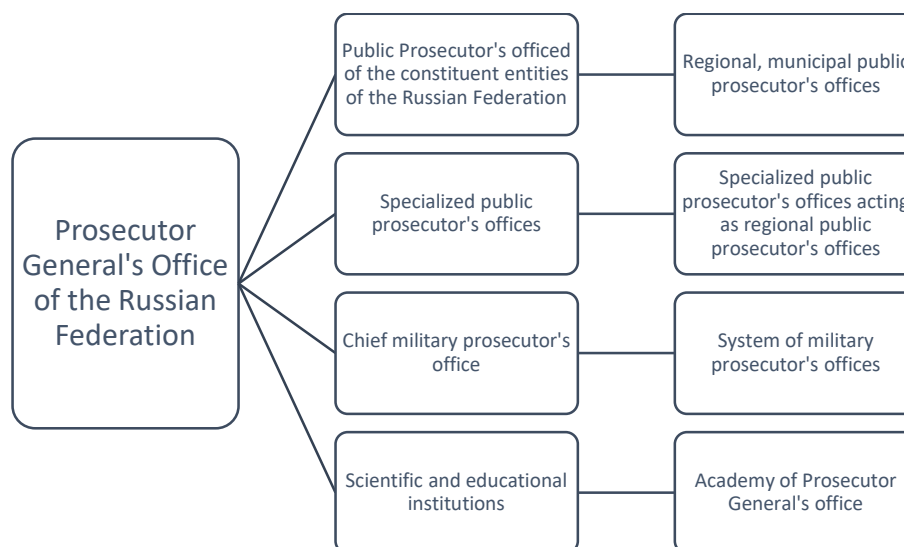 Prosecutor
General's Office
of the Russian
Federation
Public Prosecutor's officed
of the constituent entities
of the Russian Federation
Regional, municipal public
prosecutor's offices
Specialized public
prosecutor's offices
Specialized public
prosecutor's offices acting
as regional public
prosecutor's offices
Chief military prosecutor's
office
System of military
prosecutor's offices
Scientific and educational
institutions
Academy of Prosecutor
General's office